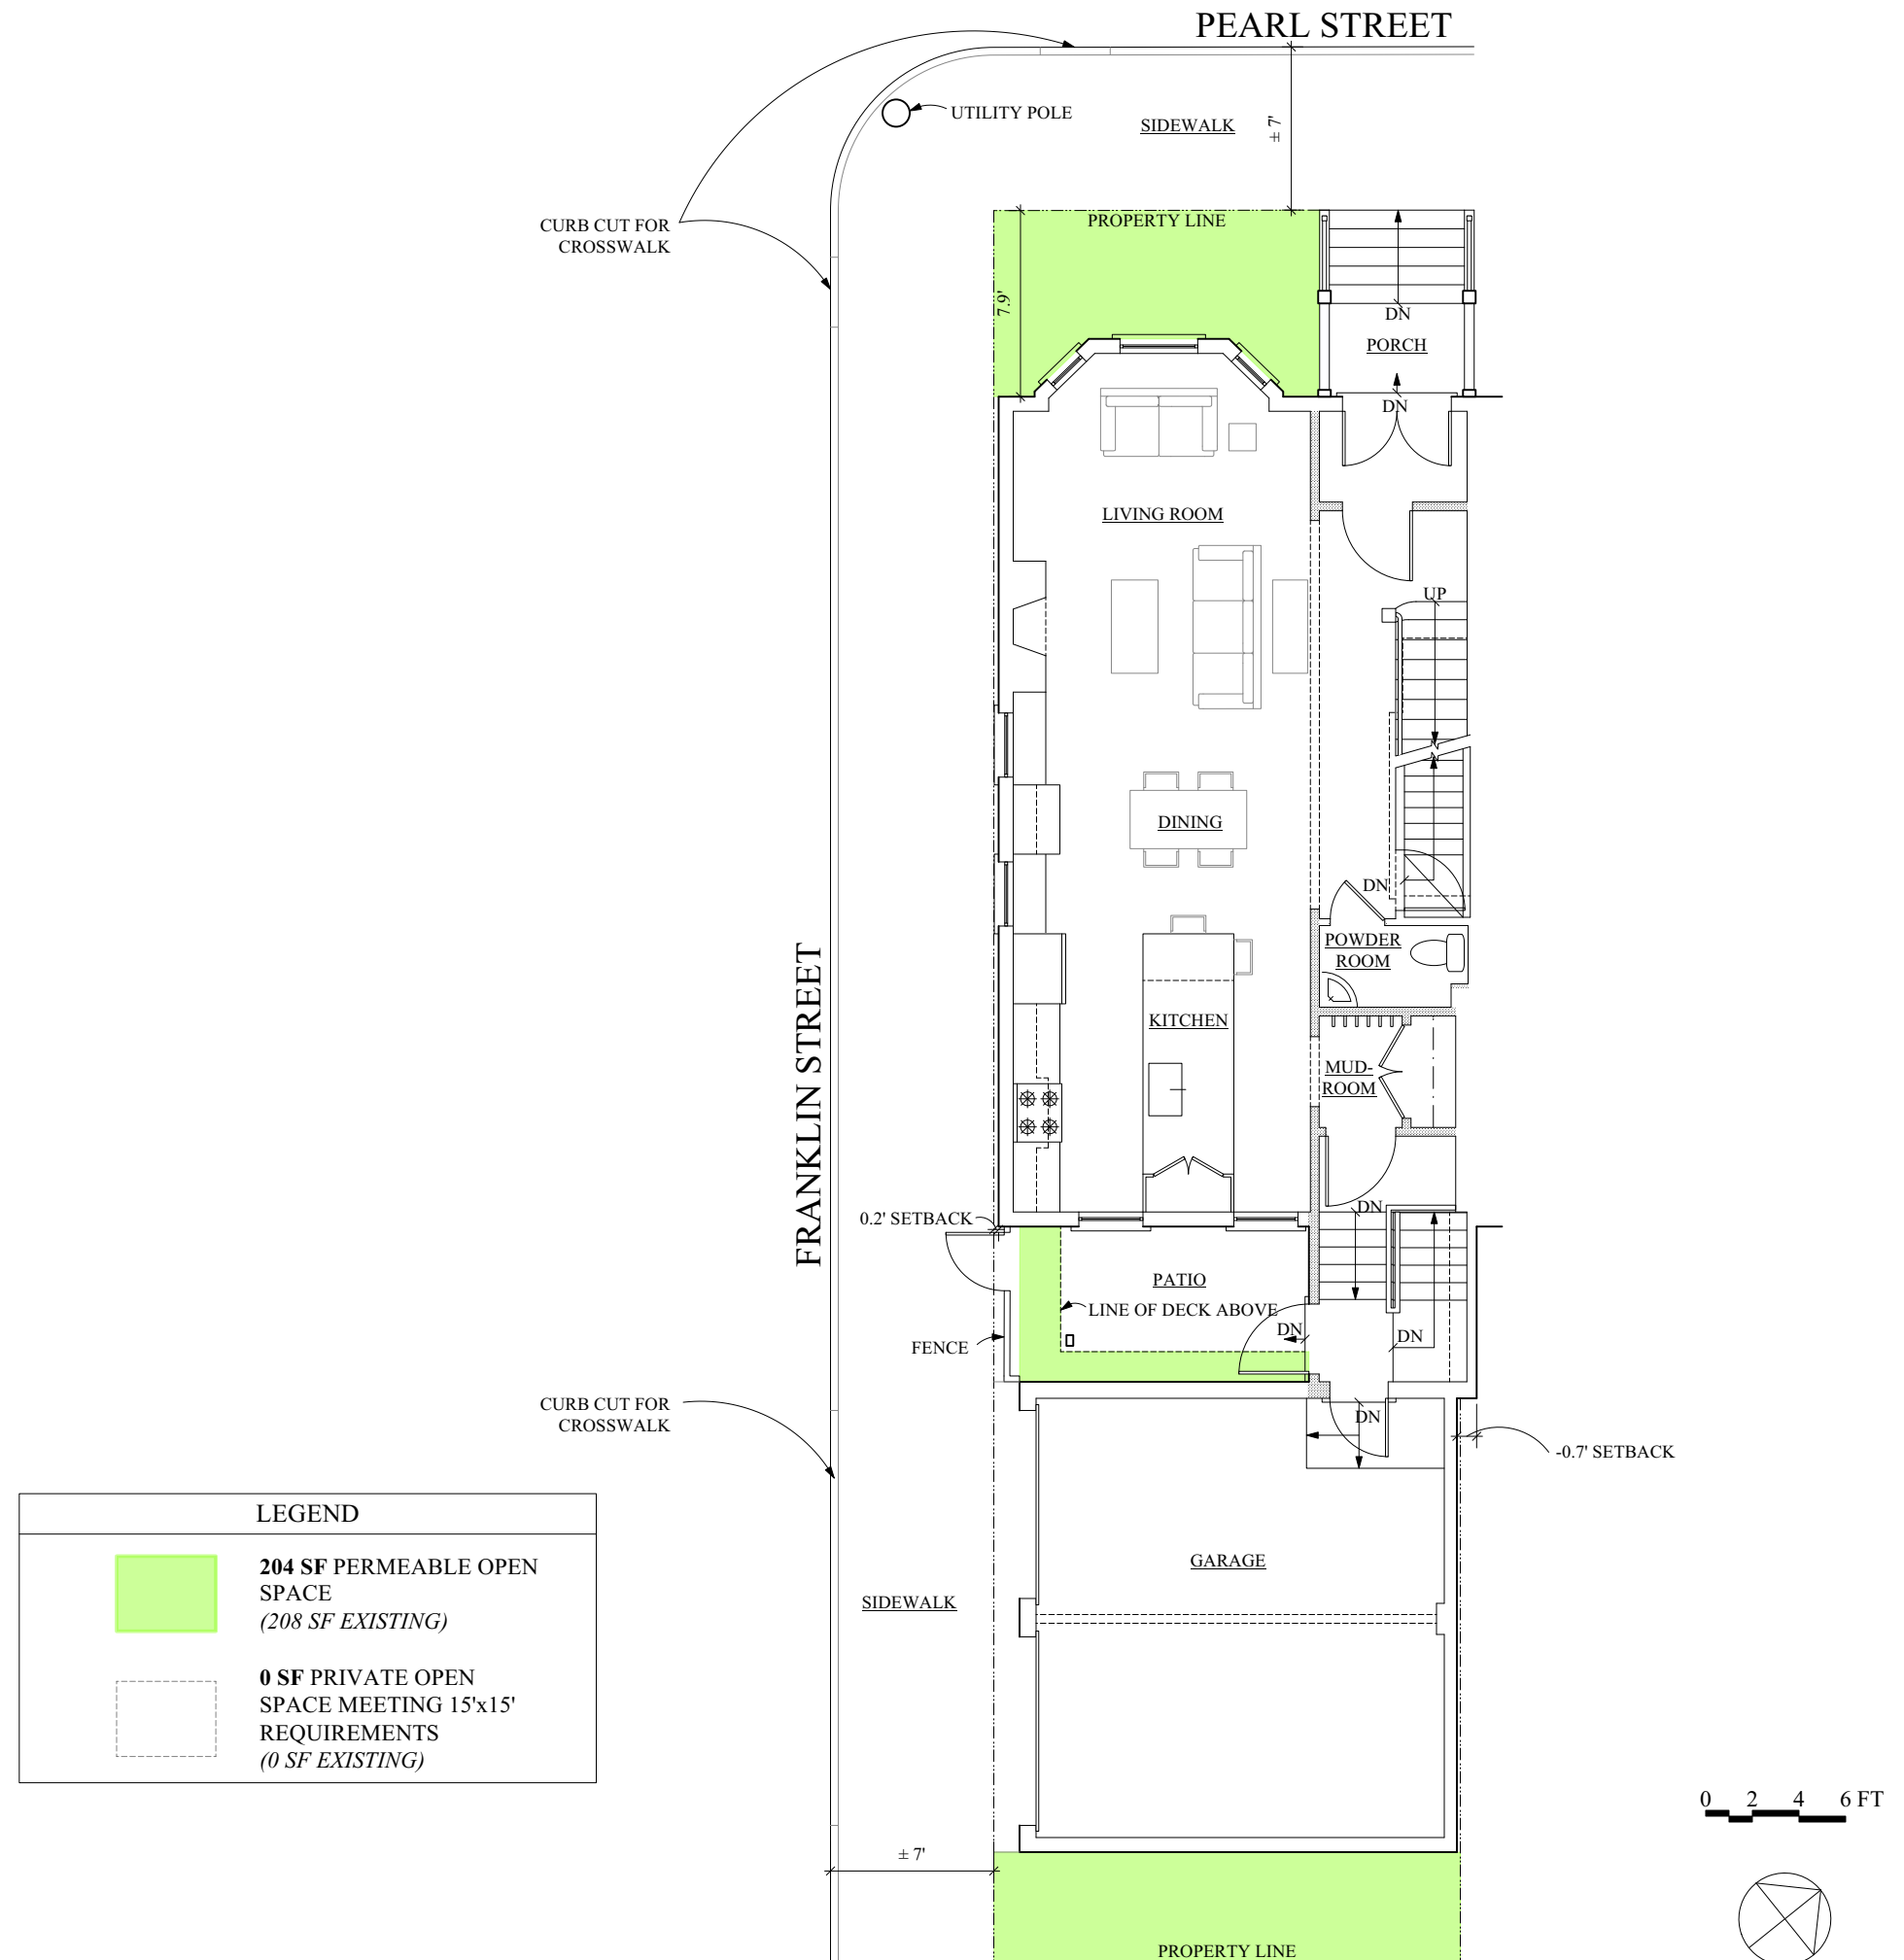 PEARL STREET
UTILITY POLE
SIDEWALK
± 7'
CURB CUT FOR
CROSSWALK
PROPERTY LINE
7.9'
DN
PORCH
DN
LIVING ROOM
UP
DINING
DN
POWDER
ROOM
KITCHEN
MUD-
ROOM
FRANKLIN STREET
DN
0.2' SETBACK
PATIO
LINE OF DECK ABOVE
DN
DN
FENCE
CURB CUT FOR
CROSSWALK
DN
-0.7' SETBACK
GARAGE
SIDEWALK
LEGEND
204 SF PERMEABLE OPEN
SPACE
(208 SF EXISTING)
0 SF PRIVATE OPEN
SPACE MEETING 15'x15'
REQUIREMENTS
(0 SF EXISTING)
0 2 4 6 FT
± 7'
PROPERTY LINE